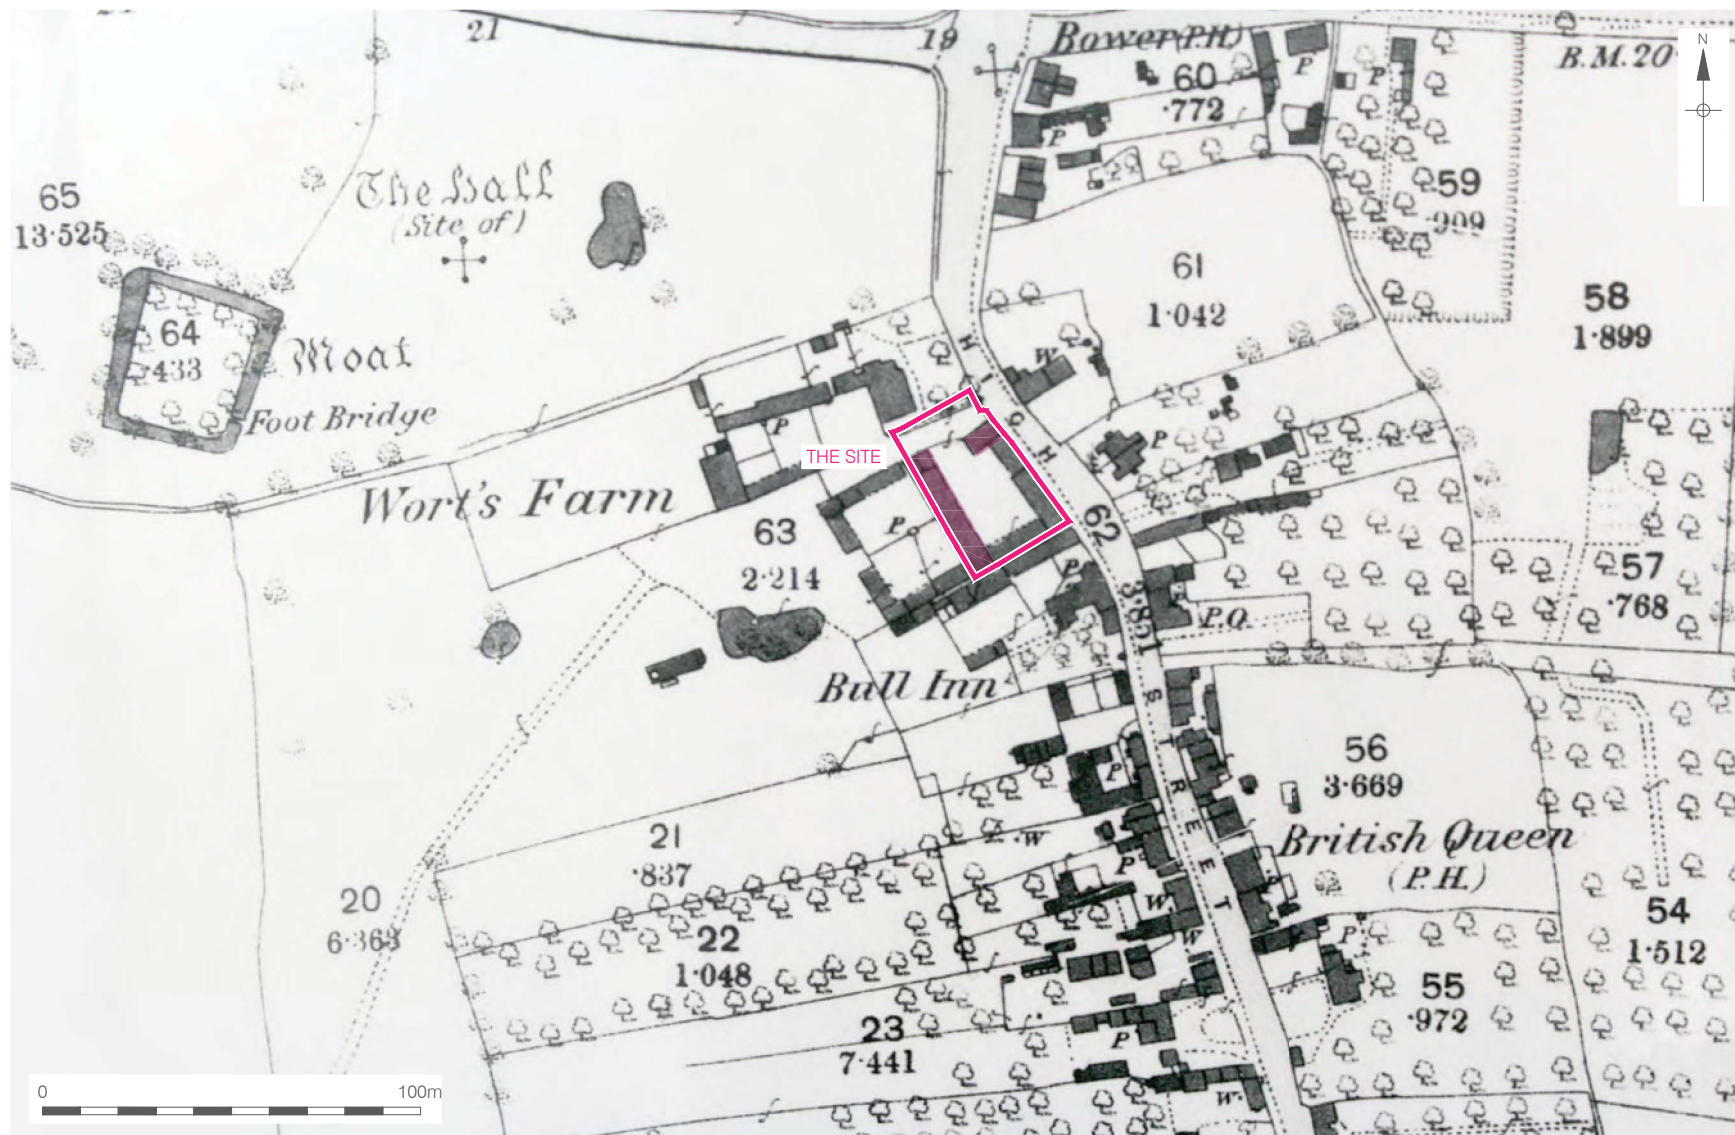 21
19
Bower (P.H.)
B.M. 20
N
60
·772
P
P
P
59
·909
65
13·525
The Hall
(Site of)
61
1·042
58
1·899
64
·433
Moat
Foot Bridge
W
HIGH STREET
P
THE SITE
P
Wort's Farm
63
2·214
P
62
3·851
P
P.O.
57
·768
Bull Inn
56
3·669
P
British Queen
(P.H.)
21
·837
W
P
20
22
1·048
W
W
P
54
1·512
55
·972
23
7·441
P
W
0
100m